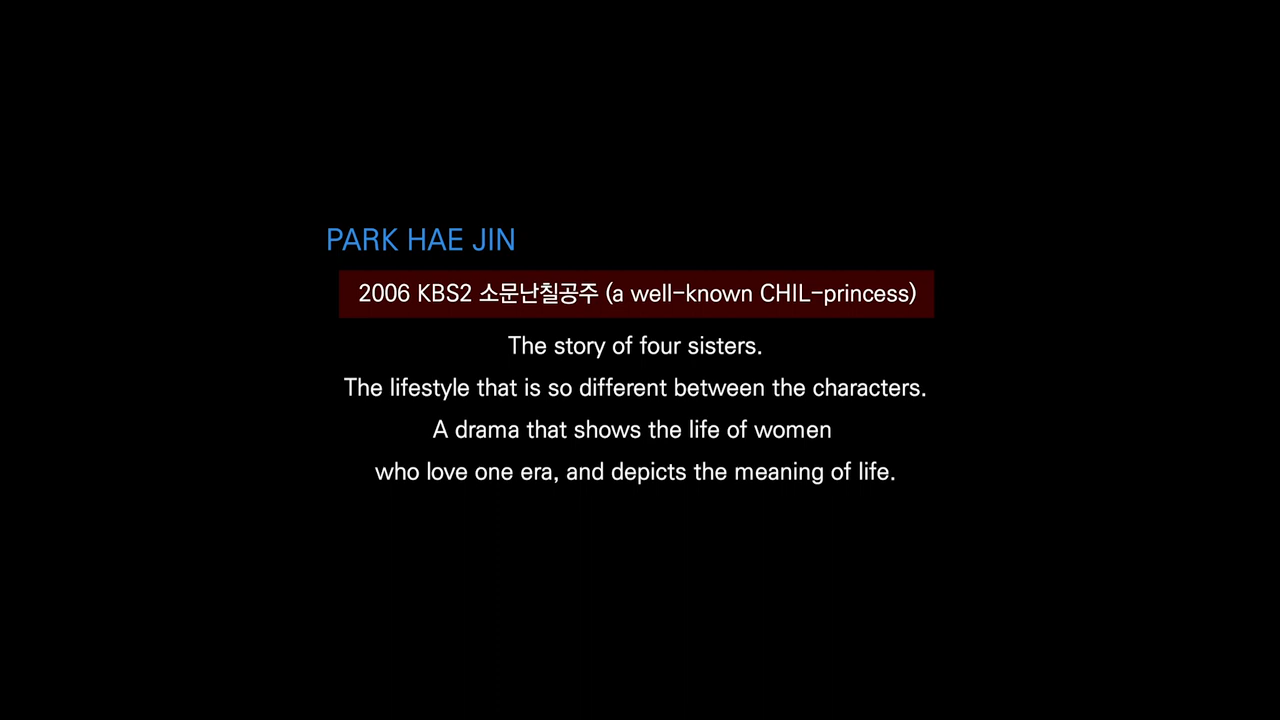 PARK HAE JIN
2006 KBS2 소문난칠공주 (a well-known CHIL-princess)
The story of four sisters.
The lifestyle that is so different between the characters.
A drama that shows the life of women
who love one era, and depicts the meaning of life.